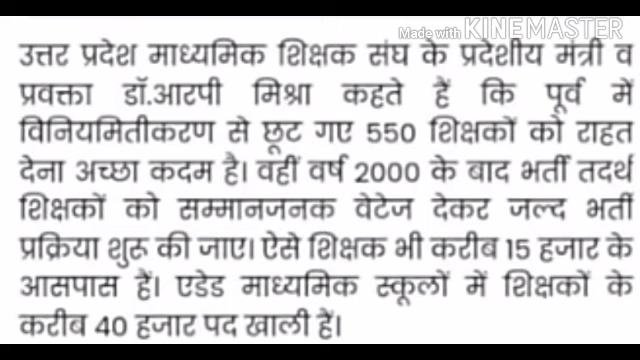 Made with KINEMASTER
उत्तर प्रदेश माध्यमिक शिक्षक संघ के प्रदेशीय मंत्री व
प्रवक्ता डॉ.आरपी मिश्रा कहते हैं कि पूर्व में
विनियमितीकरण से छूट गए 550 शिक्षकों को राहत
देना अच्छा कदम है। वहीं वर्ष 2000 के बाद भर्ती तदर्थ
शिक्षकों को सम्मानजनक वेटेज देकर जल्द भर्ती
प्रक्रिया शुरू की जाए। ऐसे शिक्षक भी करीब 15 हजार के
आसपास हैं। एडेड माध्यमिक स्कूलों में शिक्षकों के
करीब 40 हजार पद खाली हैं।